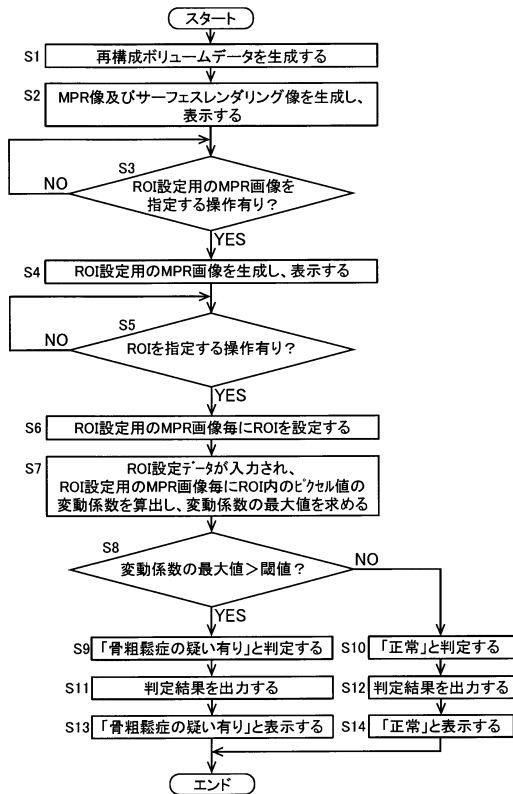 スタート
S1
再構成ボリュームデータを生成する
S2
MPR像及びサーフェスレンダリング像を生成し、
表示する
S3
NO
ROI設定用のMPR画像を
指定する操作有り？
YES
S4
ROI設定用のMPR画像を生成し、表示する
S5
NO
ROIを指定する操作有り？
YES
S6
ROI設定用のMPR画像毎にROIを設定する
S7
ROI設定データが入力され、
ROI設定用のMPR画像毎にROI内のピクセル値の
変動係数を算出し、変動係数の最大値を求める
S8
変動係数の最大値＞閾値？
NO
YES
S9
「骨粗鬆症の疑い有り」と判定する
S10
「正常」と判定する
S11
判定結果を出力する
S12
判定結果を出力する
S13
「骨粗鬆症の疑い有り」と表示する
S14
「正常」と表示する
エンド